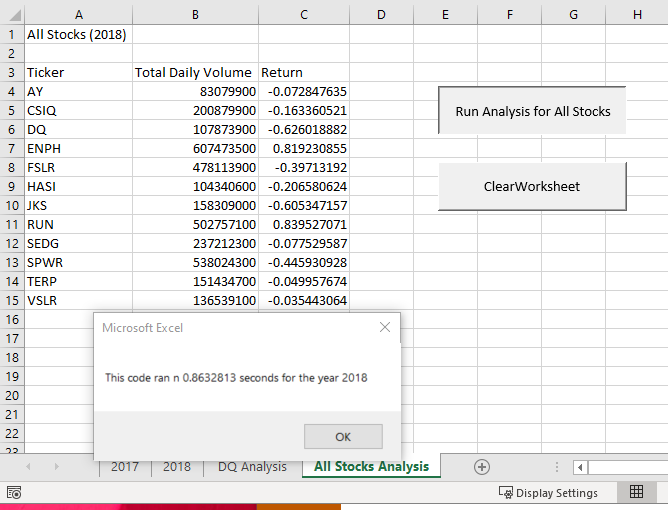 A B C D E F G H
1 All Stocks (2018)
2
3 Ticker Total Daily Volume Return
4 AY 83079900 -0.072847635
5 CSIQ 200879900 -0.163360521
6 DQ 107873900 -0.626018882
7 ENPH 607473500 0.819230855
8 FSLR 478113900 -0.39713192
9 HASI 104340600 -0.206580624
10 JKS 158309000 -0.605347157
11 RUN 502757100 0.839527071
12 SEDG 237212300 -0.077529587
13 SPWR 538024300 -0.445930928
14 TERP 151434700 -0.049957674
15 VSLR 136539100 -0.035443064
16
17
18
19
20
21
22
23
Run Analysis for All Stocks
ClearWorksheet
Microsoft Excel
This code ran n 0.8632813 seconds for the year 2018
OK
2017 2018 DQ Analysis All Stocks Analysis
Display Settings